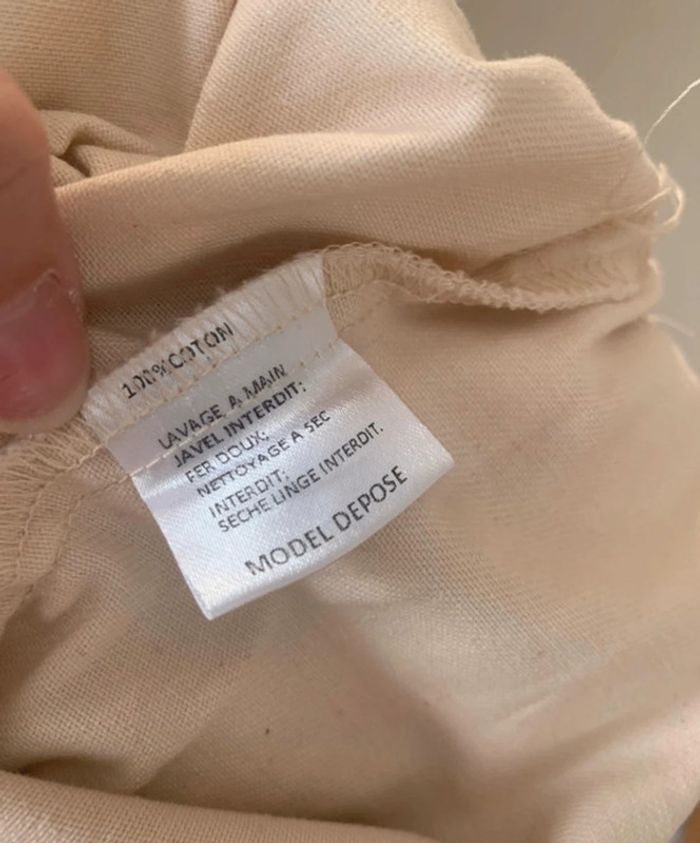 100% COTON
LAVAGE A MAIN
JAVEL INTERDIT:
FER DOUX:
NETTOYAGE A SEC
INTERDIT:
SECHE LINGE INTERDIT.
MODEL DEPOSE